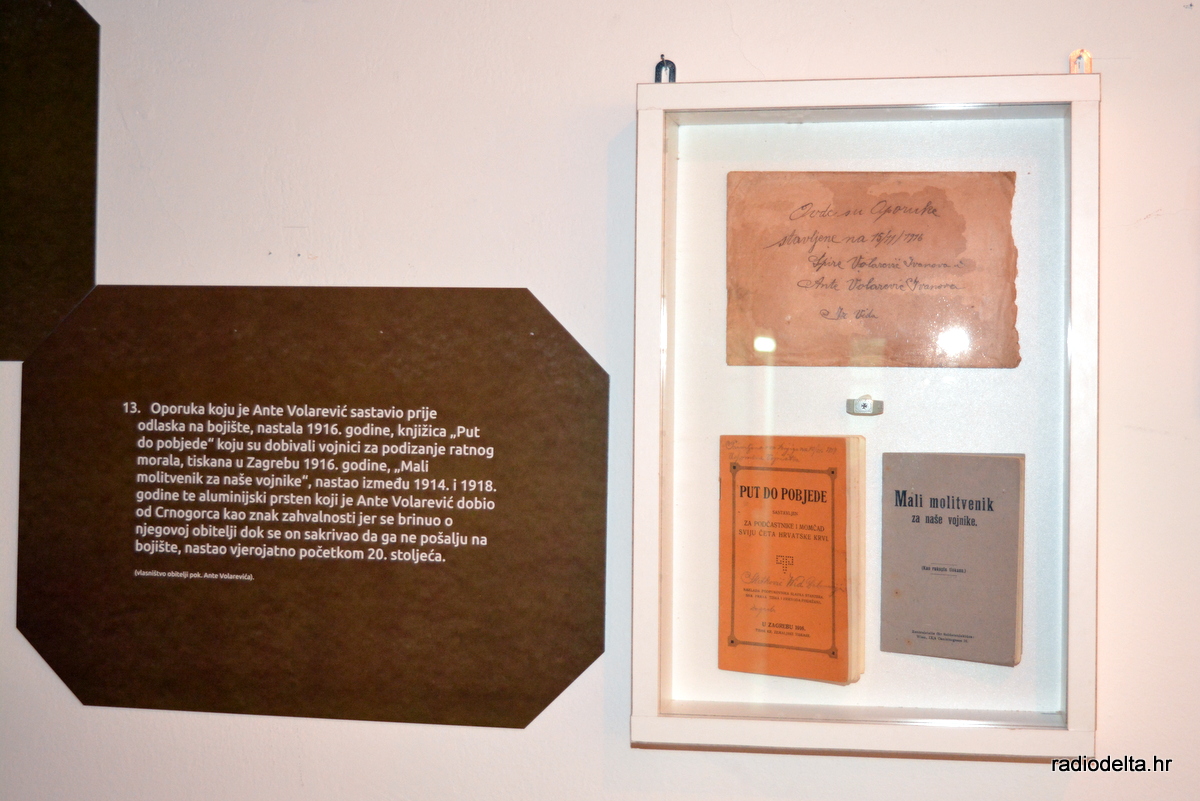 13. Oporuka koju je Ante Volarević sastavio prije
odlaska na bojište, nastala 1916. godine, knjižica „Put
do pobjede“ koju su dobivali vojnici za podizanje ratnog
morala, tiskana u Zagrebu 1916. godine, „Mali
molitvenik za naše vojnike“, nastao između 1914. i 1918.
godine te aluminijski prsten koji je Ante Volarević dobio
od Crnogorca kao znak zahvalnosti jer se brinuo o
njegovoj obitelji dok se on sakrivao da ga ne pošalju na
bojište, nastao vjerojatno početkom 20. stoljeća.
(vlasništvo obitelji pok. Ante Volarevića).
Oporuke
stavljene na
Spire Volarović Ivanova
Ante Volarević Ivanova
PUT DO POBJEDE
ZA PODČASTNIKE I MOMČAD
SVIJU ČETA HRVATSKE KRVI.
U ZAGREBU 1916.
Mali molitvenik
za naše vojnike.
radiodelta.hr